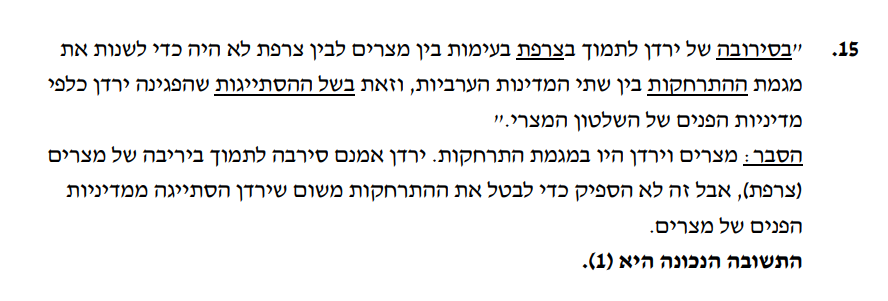 15. "בסירובה של ירדן לתמוך בצרפת בעימות בין מצרים לבין צרפת לא היה כדי לשנות את
מגמת ההתרחקות בין שתי המדינות הערביות, וזאת בשל ההסתייגות שהפגינה ירדן כלפי
מדיניות הפנים של השלטון המצרי."
הסבר: מצרים וירדן היו במגמת התרחקות. ירדן אמנם סירבה לתמוך ביריבה של מצרים
(צרפת), אבל זה לא הספיק כדי לבטל את ההתרחקות משום שירדן הסתייגה ממדיניות
הפנים של מצרים.
התשובה הנכונה היא (1).